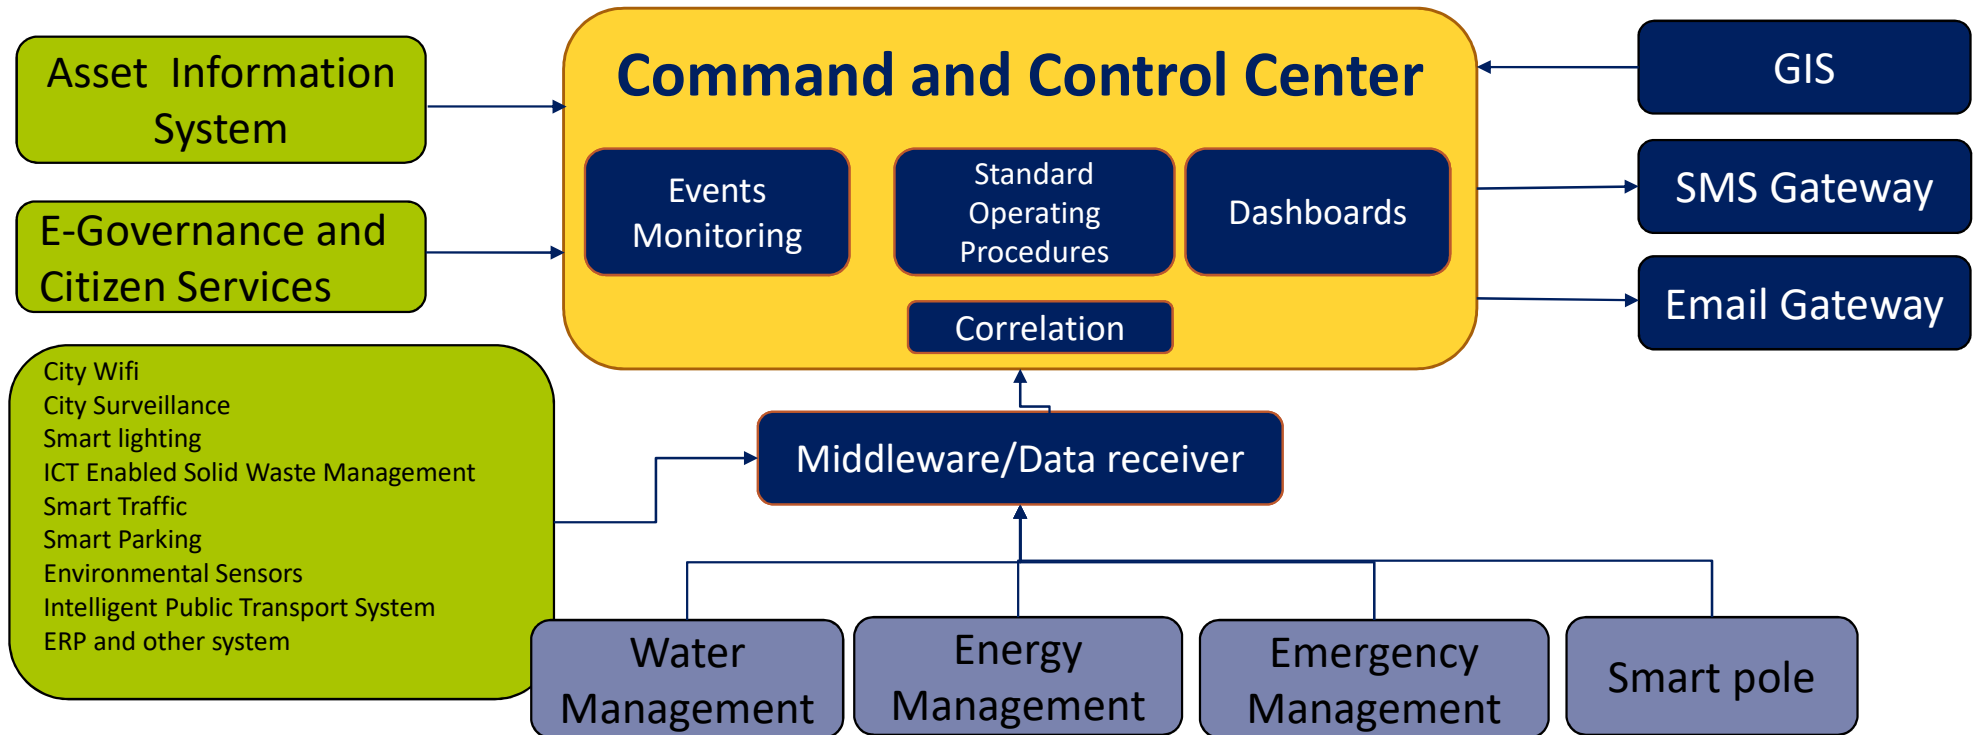 Asset Information
System
E-Governance and
Citizen Services
City Wifi
City Surveillance
Smart lighting
ICT Enabled Solid Waste Management
Smart Traffic
Smart Parking
Environmental Sensors
Intelligent Public Transport System
ERP and other system
Command and Control Center
Events
Monitoring
Standard
Operating
Procedures
Dashboards
Correlation
Middleware/Data receiver
GIS
SMS Gateway
Email Gateway
Water
Management
Energy
Management
Emergency
Management
Smart pole